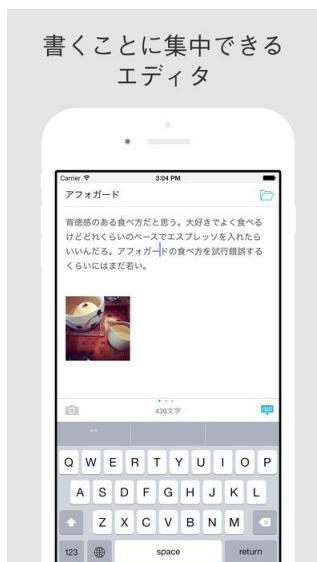 書くことに集中できる
エディタ
Carrier 3:04 PM
アフォガード
背徳感のある食べ方だと思う。大好きでよく食べる
けどどれくらいのペースでエスプレッソを入れたら
いいんだろ。アフォガードの食べ方を試行錯誤する
くらいにはまだ若い。
436文字
“”
Q W E R T Y U I O P
A S D F G H J K L
Z X C V B N M
123 space return